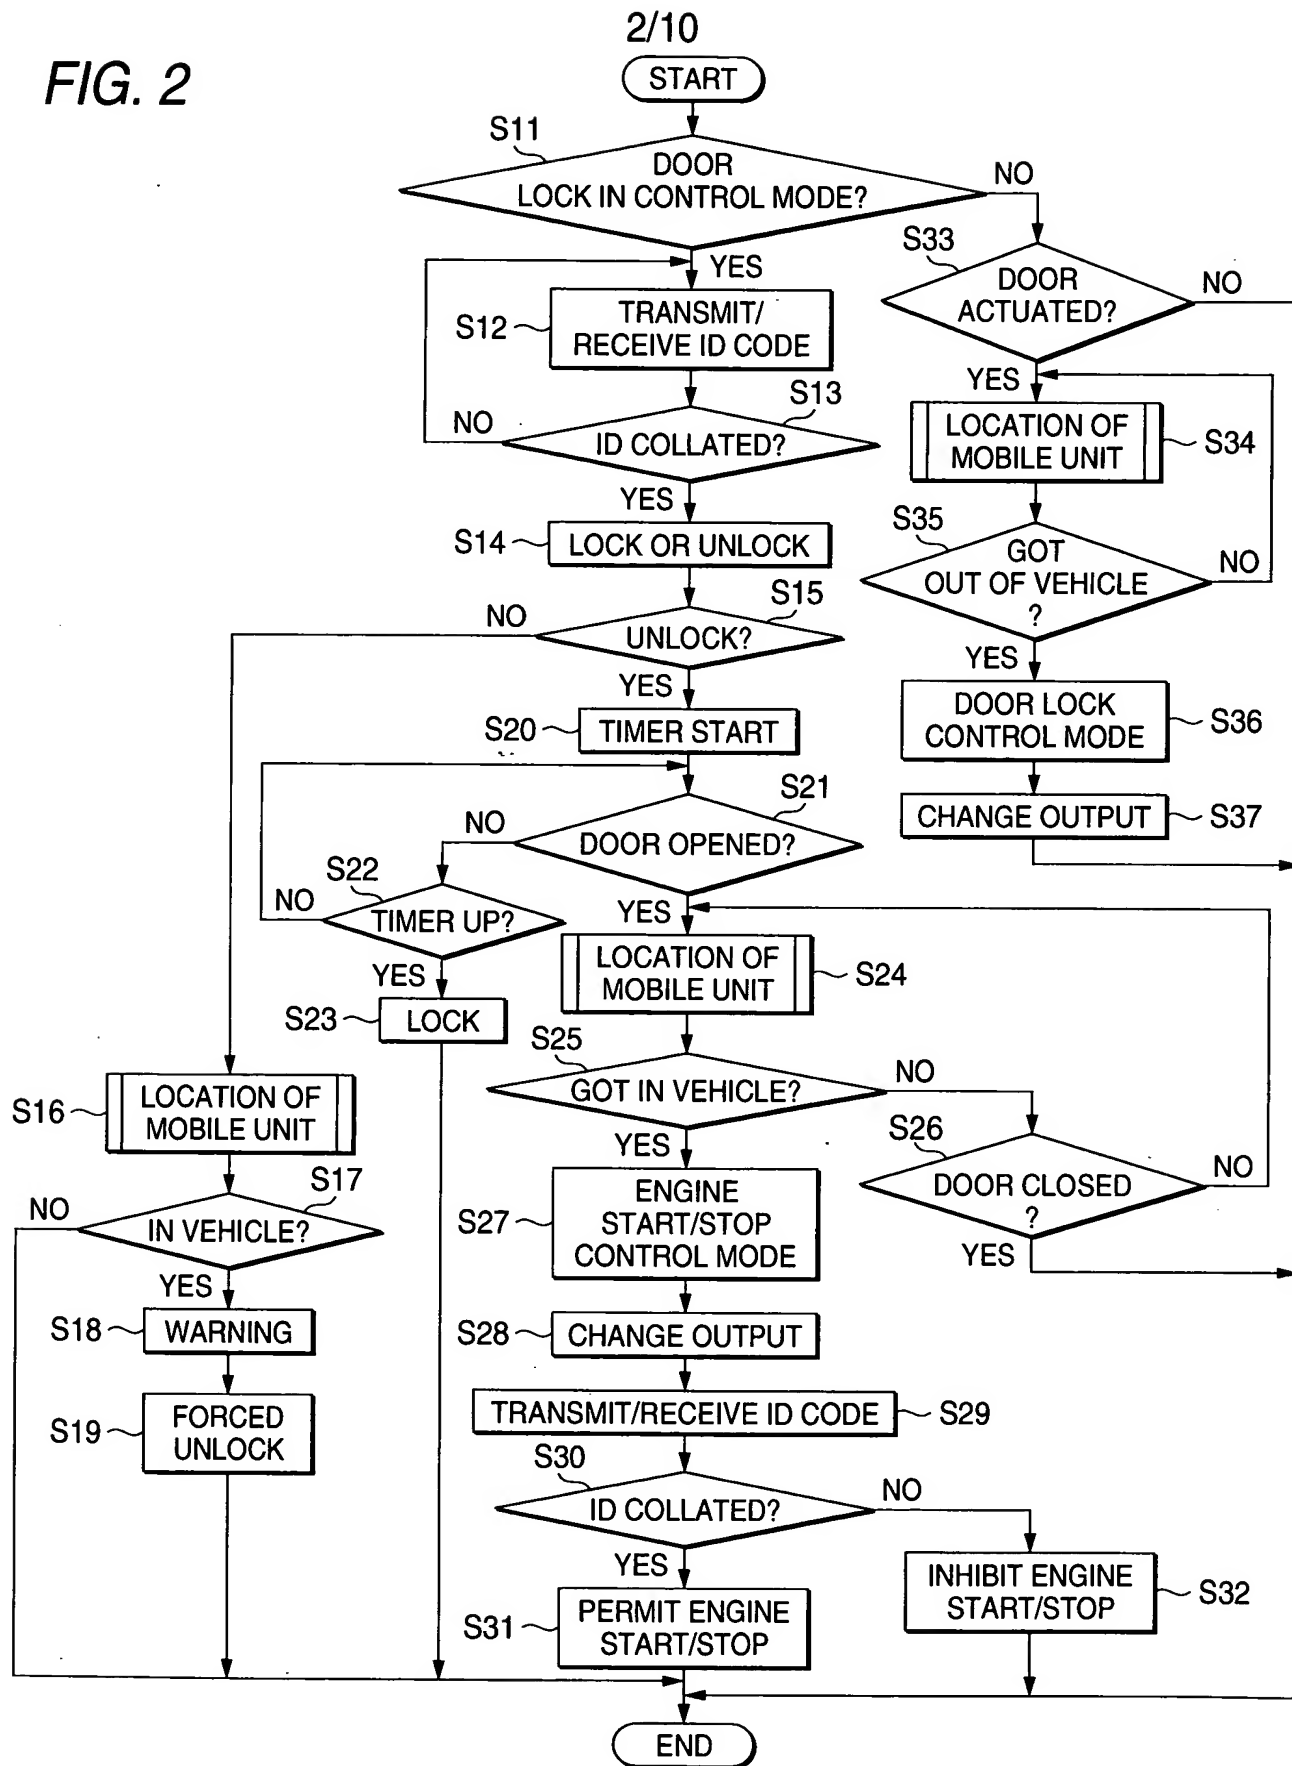 2/10
FIG. 2
START
S11
DOOR
LOCK IN CONTROL MODE?
NO
YES
S12
TRANSMIT/
RECEIVE ID CODE
S13
NO
ID COLLATED?
YES
S14
LOCK OR UNLOCK
S15
NO
UNLOCK?
YES
S20
TIMER START
S21
NO
DOOR OPENED?
YES
S22
NO
TIMER UP?
YES
S23
LOCK
S24
LOCATION OF
MOBILE UNIT
S25
GOT IN VEHICLE?
NO
YES
S26
DOOR CLOSED
?
NO
YES
S16
LOCATION OF
MOBILE UNIT
S17
NO
IN VEHICLE?
YES
S18
WARNING
S19
FORCED
UNLOCK
S27
ENGINE
START/STOP
CONTROL MODE
S28
CHANGE OUTPUT
TRANSMIT/RECEIVE ID CODE
S29
S30
ID COLLATED?
NO
YES
S31
PERMIT ENGINE
START/STOP
INHIBIT ENGINE
START/STOP
S32
S33
DOOR
ACTUATED?
NO
YES
LOCATION OF
MOBILE UNIT
S34
S35
GOT
OUT OF VEHICLE
?
NO
YES
DOOR LOCK
CONTROL MODE
S36
CHANGE OUTPUT
S37
END